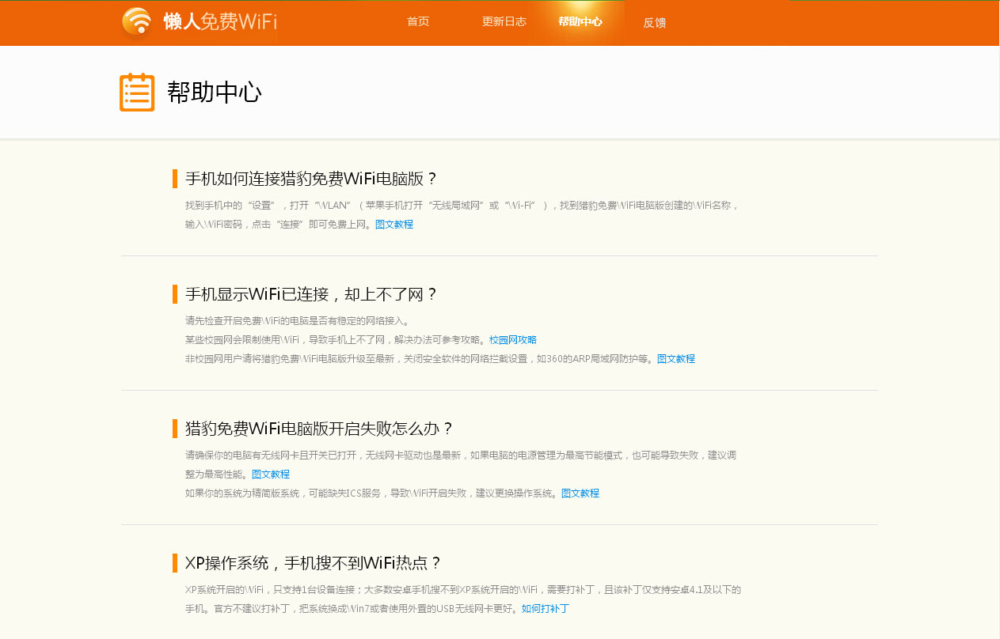 懒人免费WiFi
首页
更新日志
帮助中心
反馈
帮助中心
手机如何连接猎豹免费WiFi电脑版？
找到手机中的“设置”，打开“WLAN”（苹果手机打开“无线局域网”或“Wi-Fi”），找到猎豹免费WiFi电脑版创建的WiFi名称，
输入WiFi密码，点击“连接”即可免费上网。图文教程
手机显示WiFi已连接，却上不了网？
请先检查开启免费WiFi的电脑是否有稳定的网络接入。
某些校园网会限制使用WiFi，导致手机上不了网，解决办法可参考攻略。校园网攻略
非校园网用户请将猎豹免费WiFi电脑版升级至最新，关闭安全软件的网络拦截设置，如360的ARP局域网防护等。图文教程
猎豹免费WiFi电脑版开启失败怎么办？
请确保你的电脑有无线网卡且开关已打开，无线网卡驱动也是最新，如果电脑的电源管理为最高节能模式，也可能导致失败，建议调
整为最高性能。图文教程
如果你的系统为精简版系统，可能缺失ICS服务，导致WiFi开启失败，建议更换操作系统。图文教程
XP操作系统，手机搜不到WiFi热点？
XP系统开启的WiFi，只支持1台设备连接；大多数安卓手机搜不到XP系统开启的WiFi，需要打补丁，且该补丁仅支持安卓4.1及以下的
手机。官方不建议打补丁，把系统换成Win7或者使用外置的USB无线网卡更好。如何打补丁